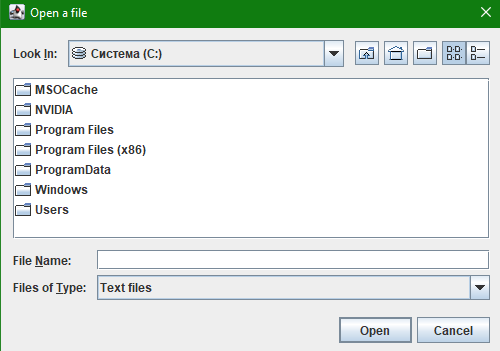 Open a file
Look In: Система (C:)
MSOCache
NVIDIA
Program Files
Program Files (x86)
ProgramData
Windows
Users
File Name:
Files of Type: Text files
Open Cancel